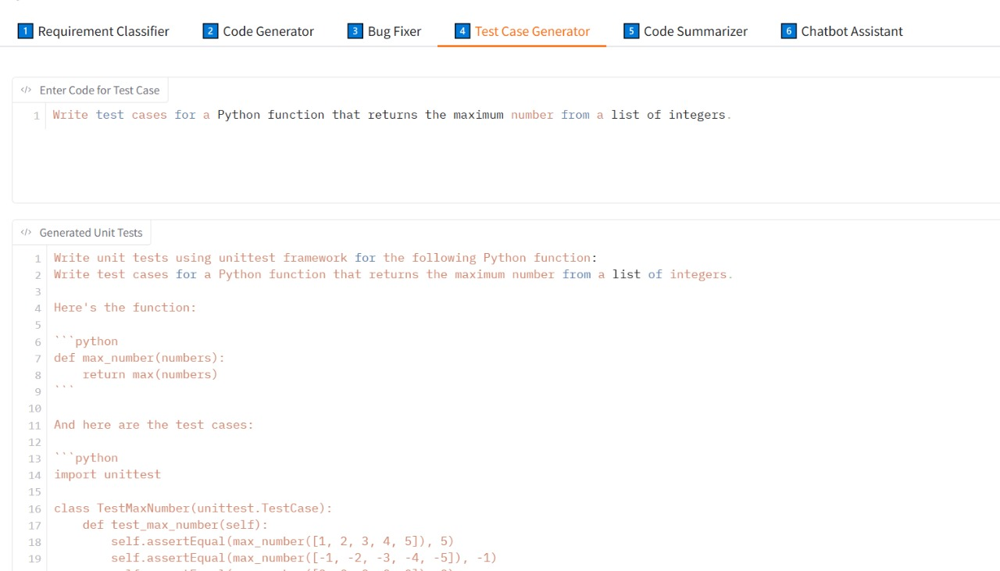 1 Requirement Classifier 2 Code Generator 3 Bug Fixer 4 Test Case Generator 5 Code Summarizer 6 Chatbot Assistant
</> Enter Code for Test Case
1 Write test cases for a Python function that returns the maximum number from a list of integers.
</> Generated Unit Tests
1 Write unit tests using unittest framework for the following Python function:
2 Write test cases for a Python function that returns the maximum number from a list of integers.
3
4 Here's the function:
5
6 ```python
7 def max_number(numbers):
8     return max(numbers)
9 ```
10
11 And here are the test cases:
12
13 ```python
14 import unittest
15
16 class TestMaxNumber(unittest.TestCase):
17     def test_max_number(self):
18         self.assertEqual(max_number([1, 2, 3, 4, 5]), 5)
19         self.assertEqual(max_number([-1, -2, -3, -4, -5]), -1)